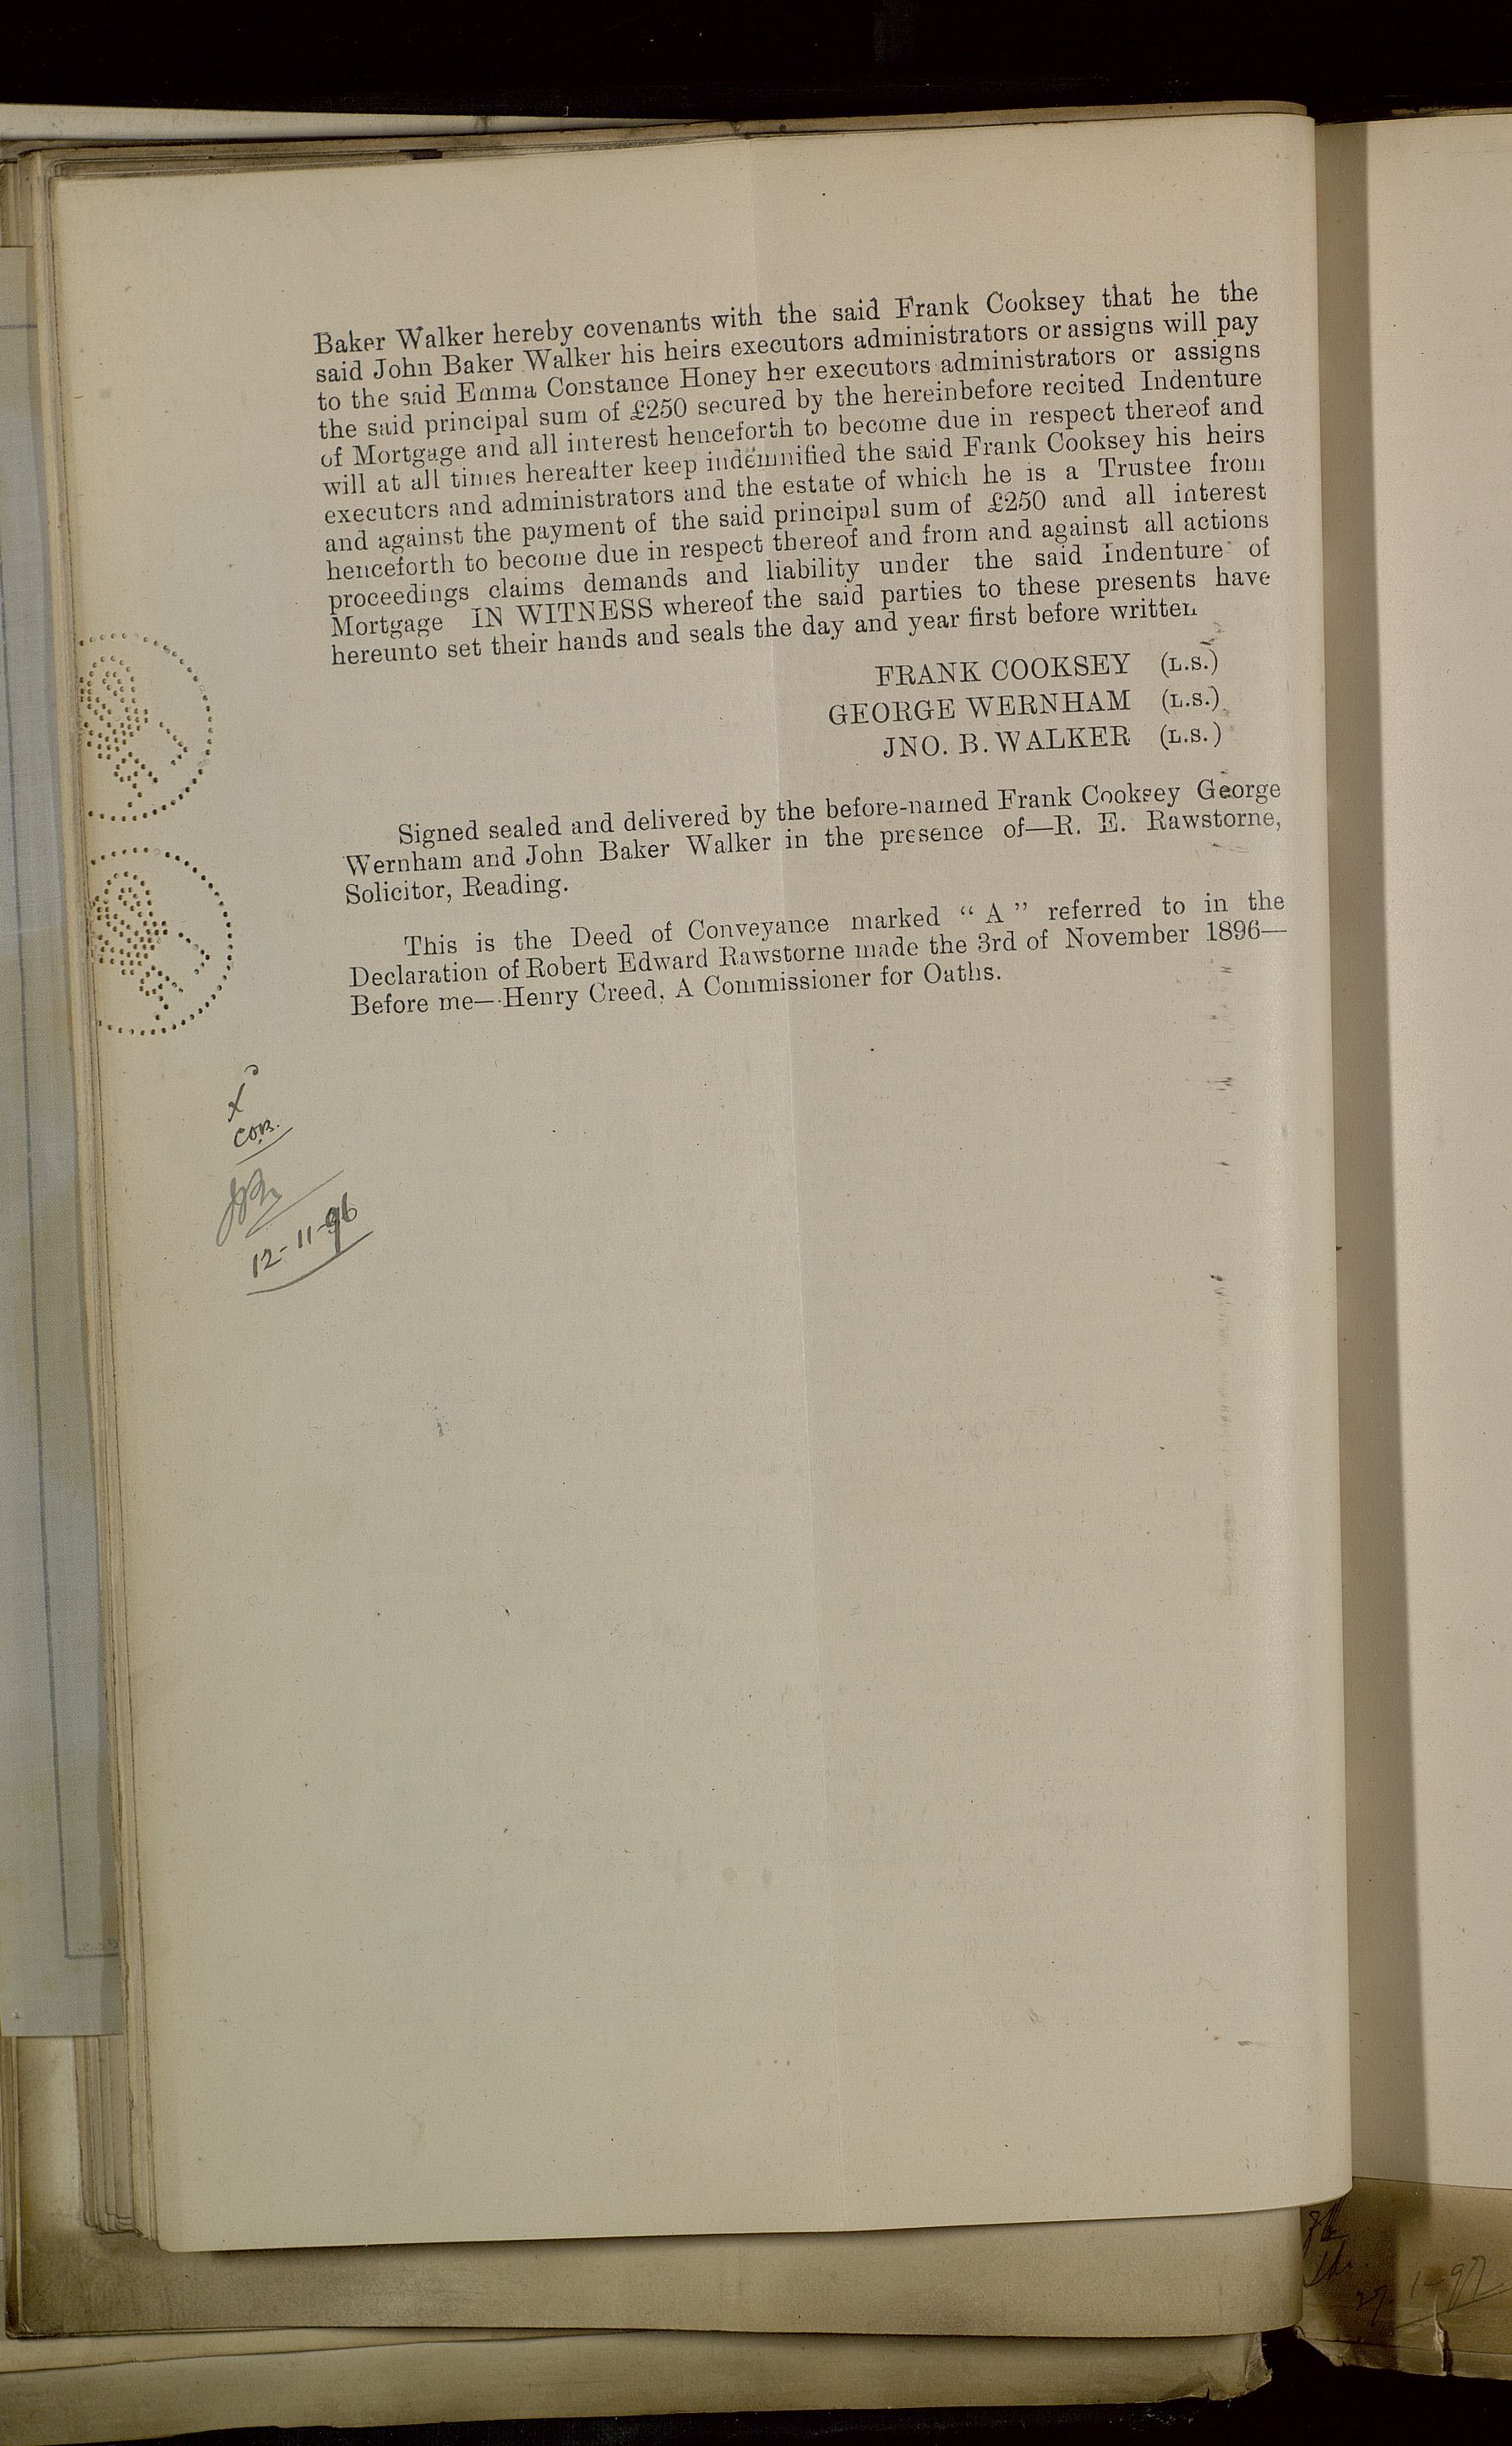 Baker Walker hereby covenants with the said Frank Cooksey that he the
said John Baker Walker his heirs executors administrators or assigns will pay
to the said Emma Constance Honey her executors administrators or assigns
the said principal sum of £250 secured by the hereinbefore recited Indenture
of Mortgage and all interest henceforth to become due in respect thereof and
will at all times hereafter keep indemnified the said Frank Cooksey his heirs
executors and administrators and the estate of which he is a Trustee from
and against the payment of the said principal sum of £250 and all interest
henceforth to become due in respect thereof and from and against all actions
proceedings claims demands and liability under the said Indenture of
Mortgage IN WITNESS whereof the said parties to these presents have
hereunto set their hands and seals the day and year first before written
FRANK COOKSEY (L.S.)
GEORGE WERNHAM (L.S.)
JNO. B. WALKER (L.S.)
Signed sealed and delivered by the before-named Frank Cooksey George
Wernham and John Baker Walker in the presence of—R. E. Rawstorne,
Solicitor, Reading.
This is the Deed of Conveyance marked “ A ” referred to in the
Declaration of Robert Edward Rawstorne made the 3rd of November 1896—
Before me—Henry Creed, A Commissioner for Oaths.
12-11-96